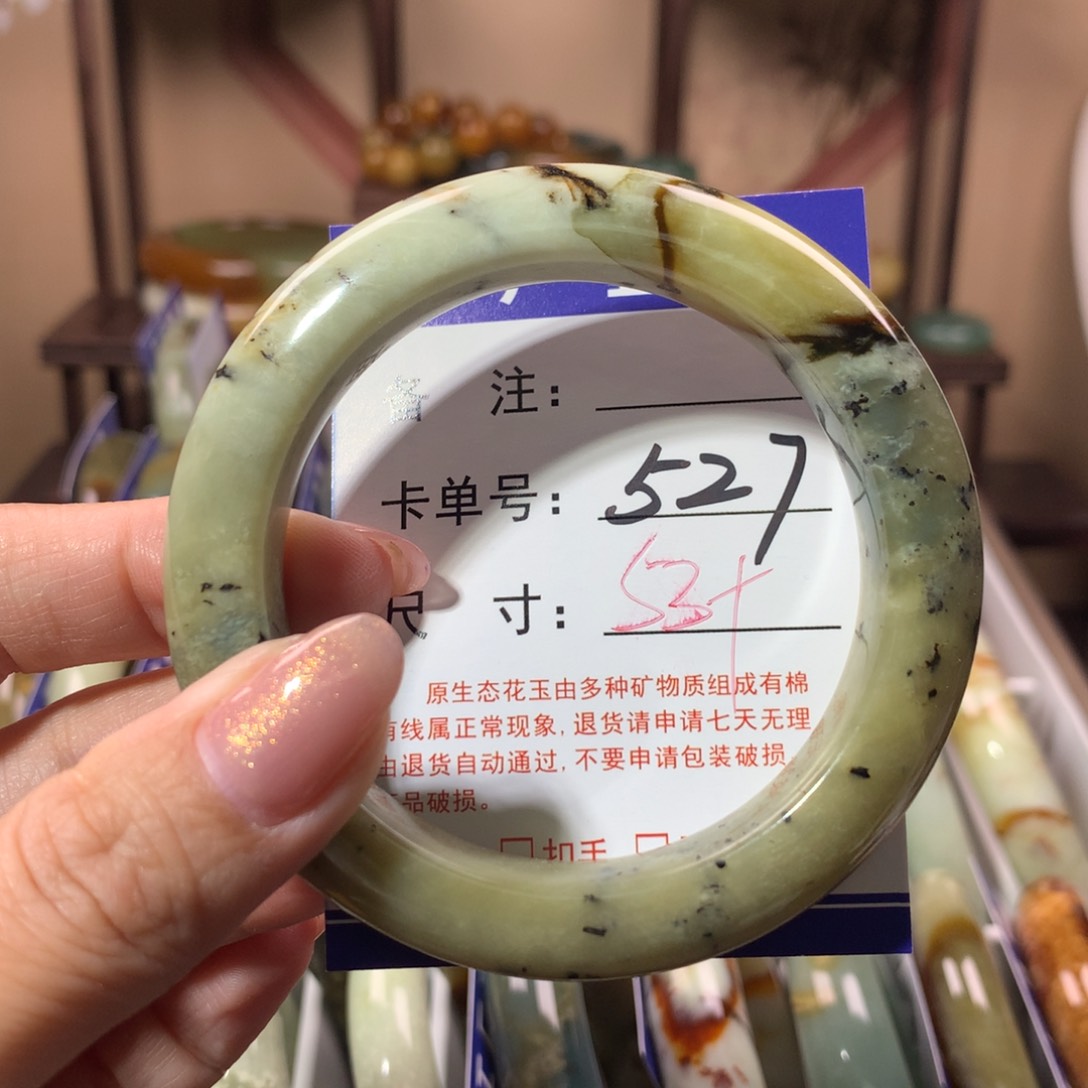 备 注：
卡单号：527
尺 寸：53+
原生态花玉由多种矿物质组成有棉
有线属正常现象，退货请申请七天无理
由退货自动通过，不要申请包装破损。
品破损。
扣手